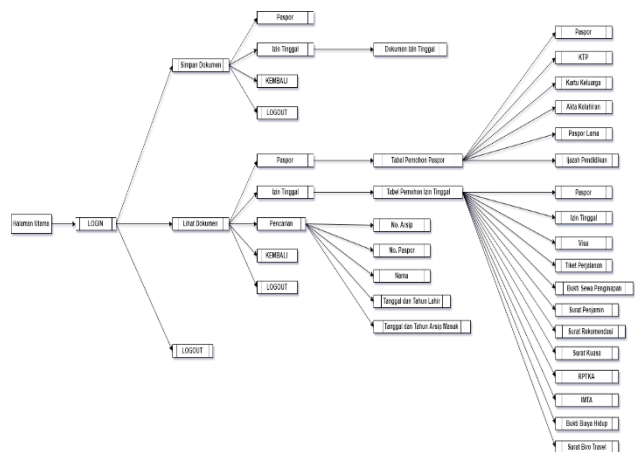 Halaman Utama
LOGIN
Simpan Dokumen
Paspor
Izin Tinggal
Dokumen Izin Tinggal
KEMBALI
LOGOUT
Lihat Dokumen
Paspor
Tabel Pemohon Paspor
Paspor
KTP
Kartu Keluarga
Akta Kelahiran
Paspor Lama
Ijazah Pendidikan
Izin Tinggal
Tabel Pemohon Izin Tinggal
Paspor
Izin Tinggal
Visa
Tiket Perjalanan
Bukti Sewa Penginapan
Surat Penjamin
Surat Rekomendasi
Surat Kuasa
RPTKA
IMTA
Bukti Biaya Hidup
Surat Biro Travel
Pencarian
No. Arsip
No. Paspor
Nama
Tanggal dan Tahun Lahir
Tanggal dan Tahun Arsip Masuk
KEMBALI
LOGOUT
LOGOUT